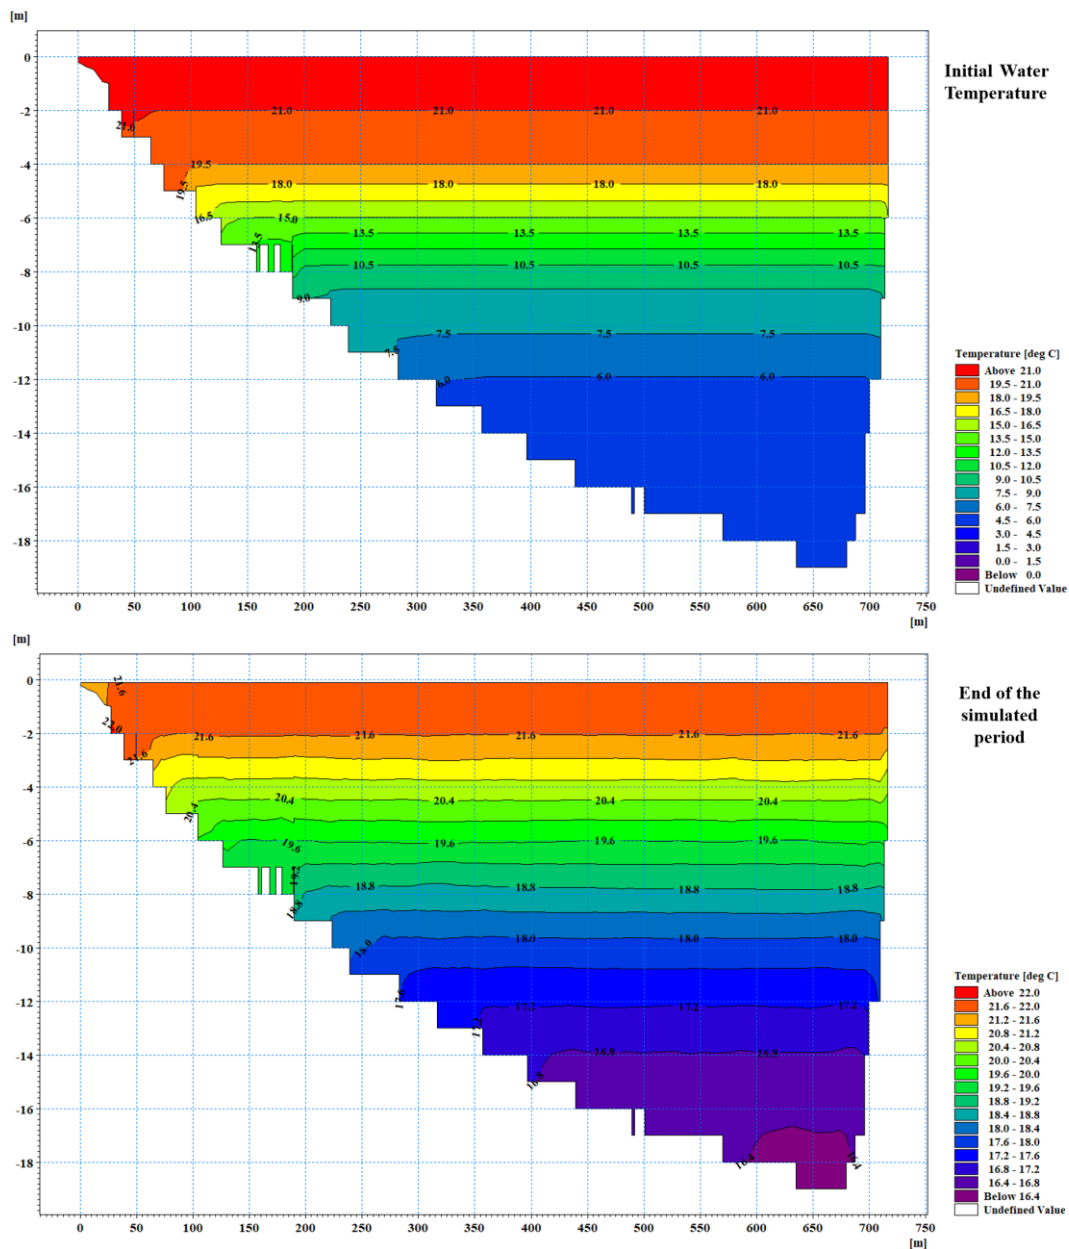 [m]
0
-2
-4
-6
-8
-10
-12
-14
-16
-18
21.0
21.0
21.0
21.0
21.0
19.5
19.5
18.0
18.0
18.0
18.0
16.5
15.0
13.5
13.5
13.5
13.5
13.5
10.5
10.5
10.5
10.5
9.0
7.5
7.5
7.5
7.5
6.0
6.0
6.0
0 50 100 150 200 250 300 350 400 450 500 550 600 650 700 750
[m]
Initial Water
Temperature
Temperature [deg C]
Above 21.0
19.5 - 21.0
18.0 - 19.5
16.5 - 18.0
15.0 - 16.5
13.5 - 15.0
12.0 - 13.5
10.5 - 12.0
9.0 - 10.5
7.5 - 9.0
6.0 - 7.5
4.5 - 6.0
3.0 - 4.5
1.5 - 3.0
0.0 - 1.5
Below 0.0
Undefined Value
[m]
0
-2
-4
-6
-8
-10
-12
-14
-16
-18
21.6
22.0
21.6
21.6
21.6
21.6
21.6
20.4
20.4
20.4
20.4
20.4
19.6
19.6
19.6
19.6
19.2
18.8
18.8
18.8
18.8
18.8
18.0
18.0
18.0
18.0
17.6
17.2
17.2
17.2
17.2
16.8
16.8
16.8
16.4
16.4
0 50 100 150 200 250 300 350 400 450 500 550 600 650 700 750
[m]
End of the
simulated
period
Temperature [deg C]
Above 22.0
21.6 - 22.0
21.2 - 21.6
20.8 - 21.2
20.4 - 20.8
20.0 - 20.4
19.6 - 20.0
19.2 - 19.6
18.8 - 19.2
18.4 - 18.8
18.0 - 18.4
17.6 - 18.0
17.2 - 17.6
16.8 - 17.2
16.4 - 16.8
Below 16.4
Undefined Value